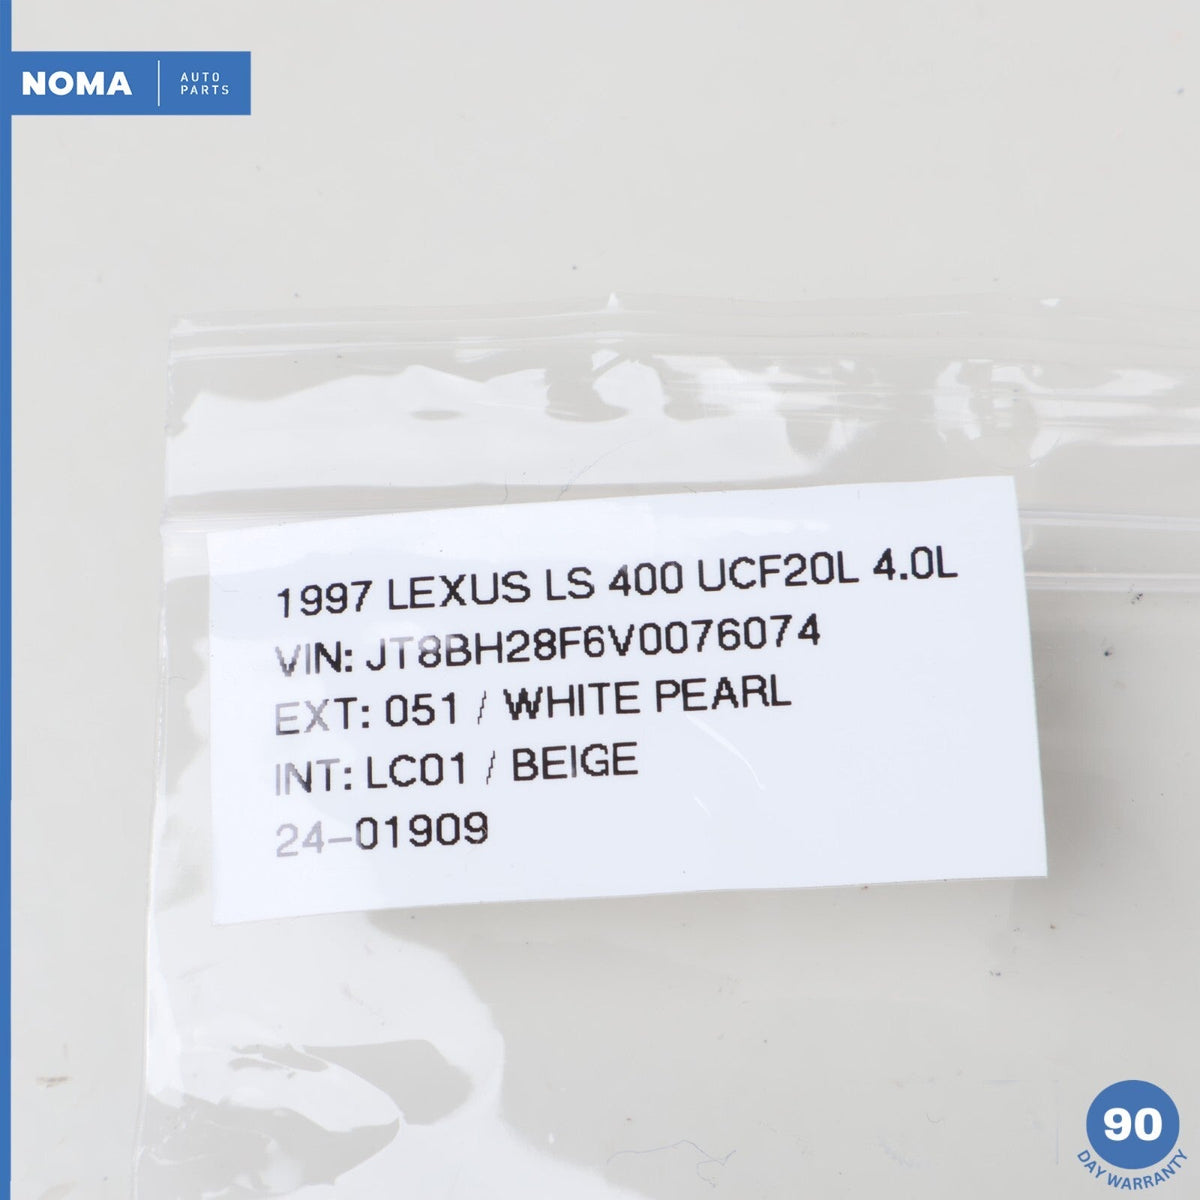 NOMA
AUTO
PARTS
1997 LEXUS LS 400 UCF20L 4.0L
VIN: JT8BH28F6V0076074
EXT: 051 / WHITE PEARL
INT: LC01 / BEIGE
24-01909
90
DAY WARRANTY